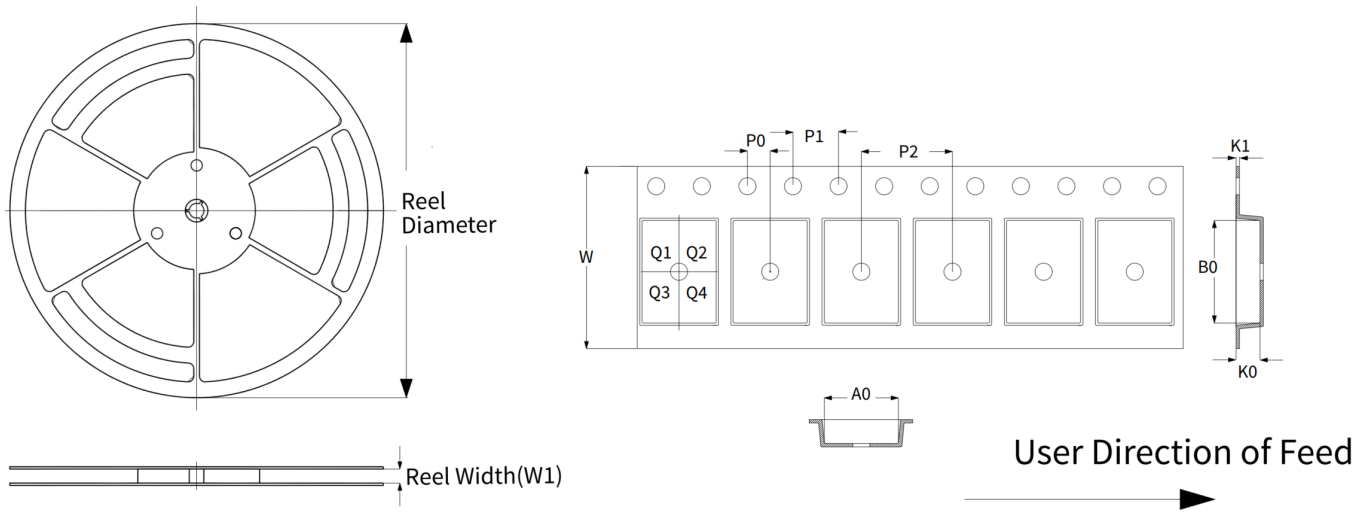 Reel
Diameter
Reel Width(W1)
P0
P1
P2
K1
W
Q1 Q2
Q3 Q4
B0
K0
A0
User Direction of Feed